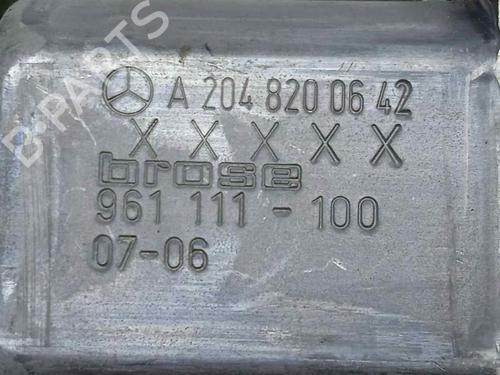 A 204 820 06 42
X X X X X
brose
961 111 - 100
07-06
B-PARTS